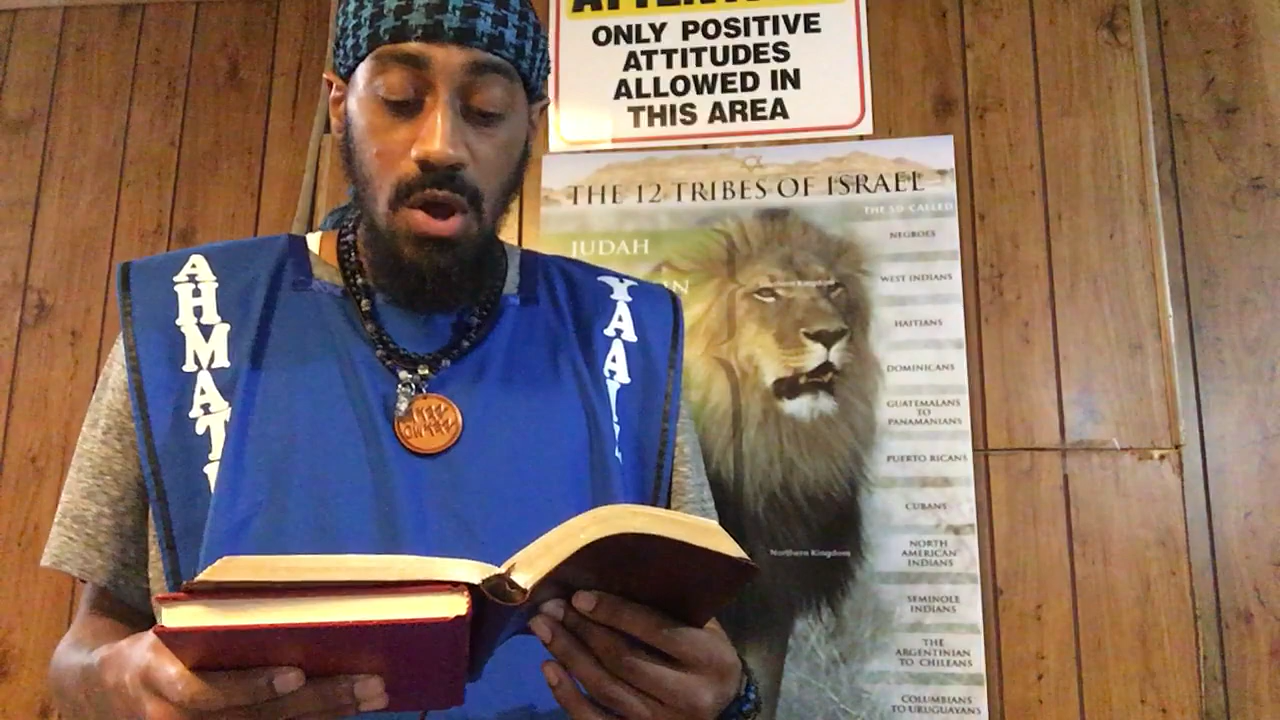 ONLY POSITIVE
ATTITUDES
ALLOWED IN
THIS AREA
THE 12 TRIBES OF ISRAEL
THE SO CALLED
JUDAH
NEGROES
WEST INDIANS
HAITIANS
DOMINICANS
GUATEMALANS
TO
PANAMANIANS
PUERTO RICANS
CUBANS
Northern Kingdom
NORTH
AMERICAN
INDIANS
SEMINOLE
INDIANS
THE
ARGENTINIAN
TO CHILEANS
COLUMBIANS
TO URUGUAYANS
AHMAT